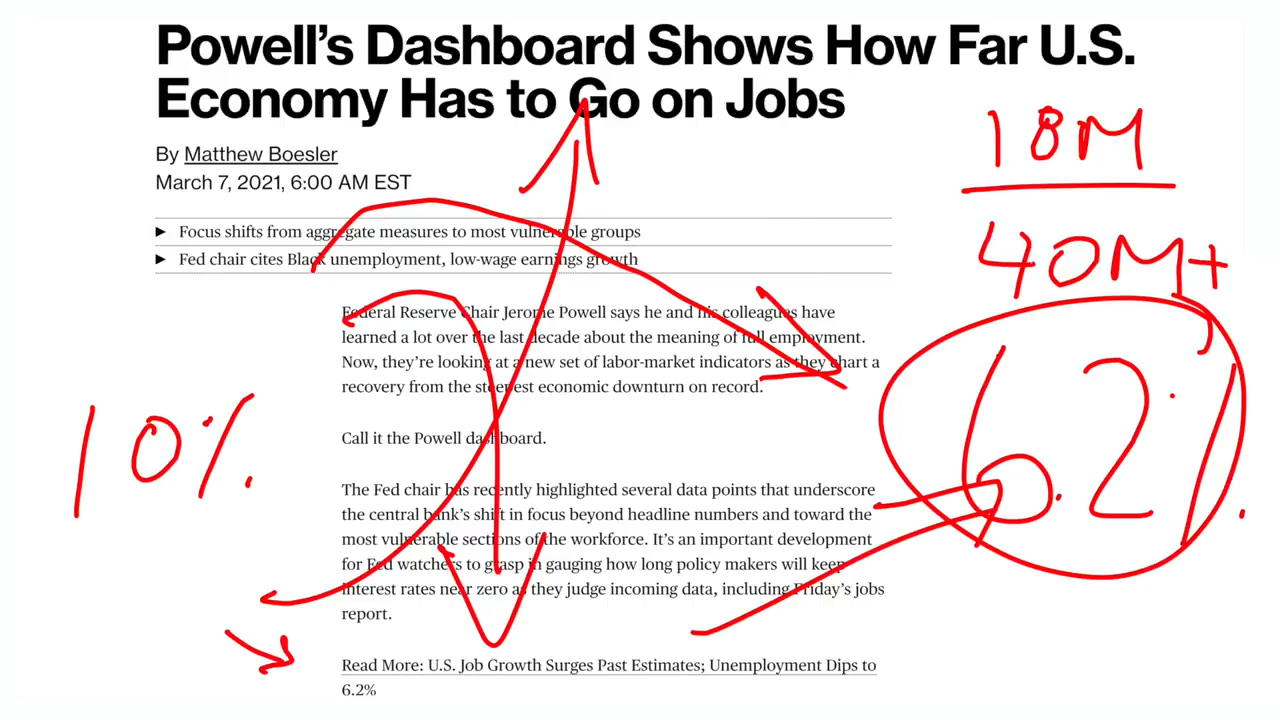 Powell's Dashboard Shows How Far U.S.
Economy Has to Go on Jobs
By Matthew Boesler
March 7, 2021, 6:00 AM EST
18M
40M+
▶ Focus shifts from aggregate measures to most vulnerable groups
▶ Fed chair cites Black unemployment, low-wage earnings growth
Federal Reserve Chair Jerome Powell says he and his colleagues have
learned a lot over the last decade about the meaning of full employment.
Now, they're looking at a new set of labor-market indicators as they chart a
recovery from the steepest economic downturn on record.
6.2%
10%
Call it the Powell dashboard.
The Fed chair has recently highlighted several data points that underscore
the central bank's shift in focus beyond headline numbers and toward the
most vulnerable sections of the workforce. It's an important development
for Fed watchers to grasp in gauging how long policy makers will keep
interest rates near zero as they judge incoming data, including Friday's jobs
report.
Read More: U.S. Job Growth Surges Past Estimates; Unemployment Dips to
6.2%